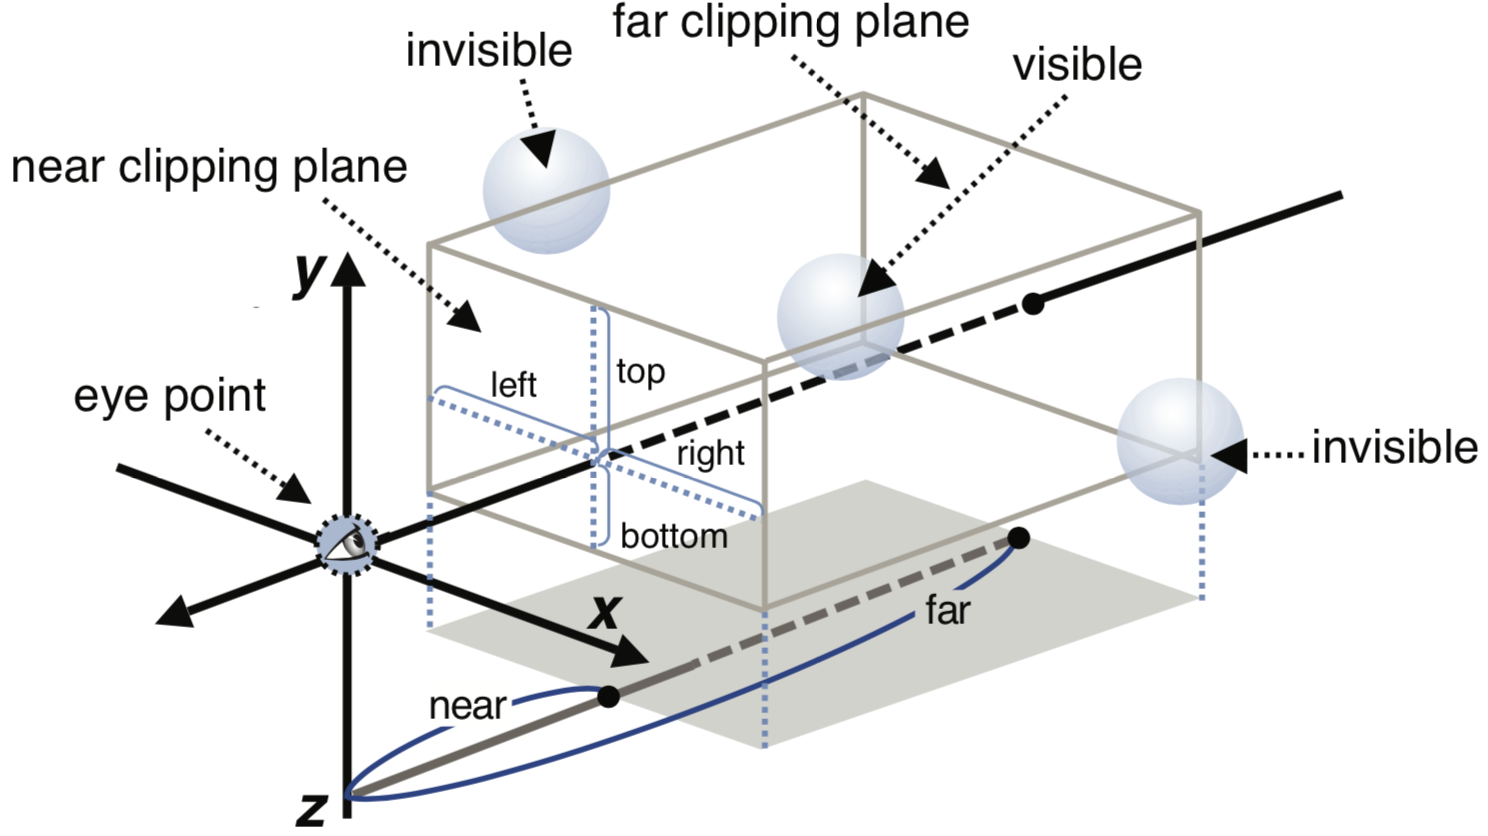 far clipping plane
invisible
visible
near clipping plane
y
left
top
eye point
right
invisible
bottom
x
far
near
z